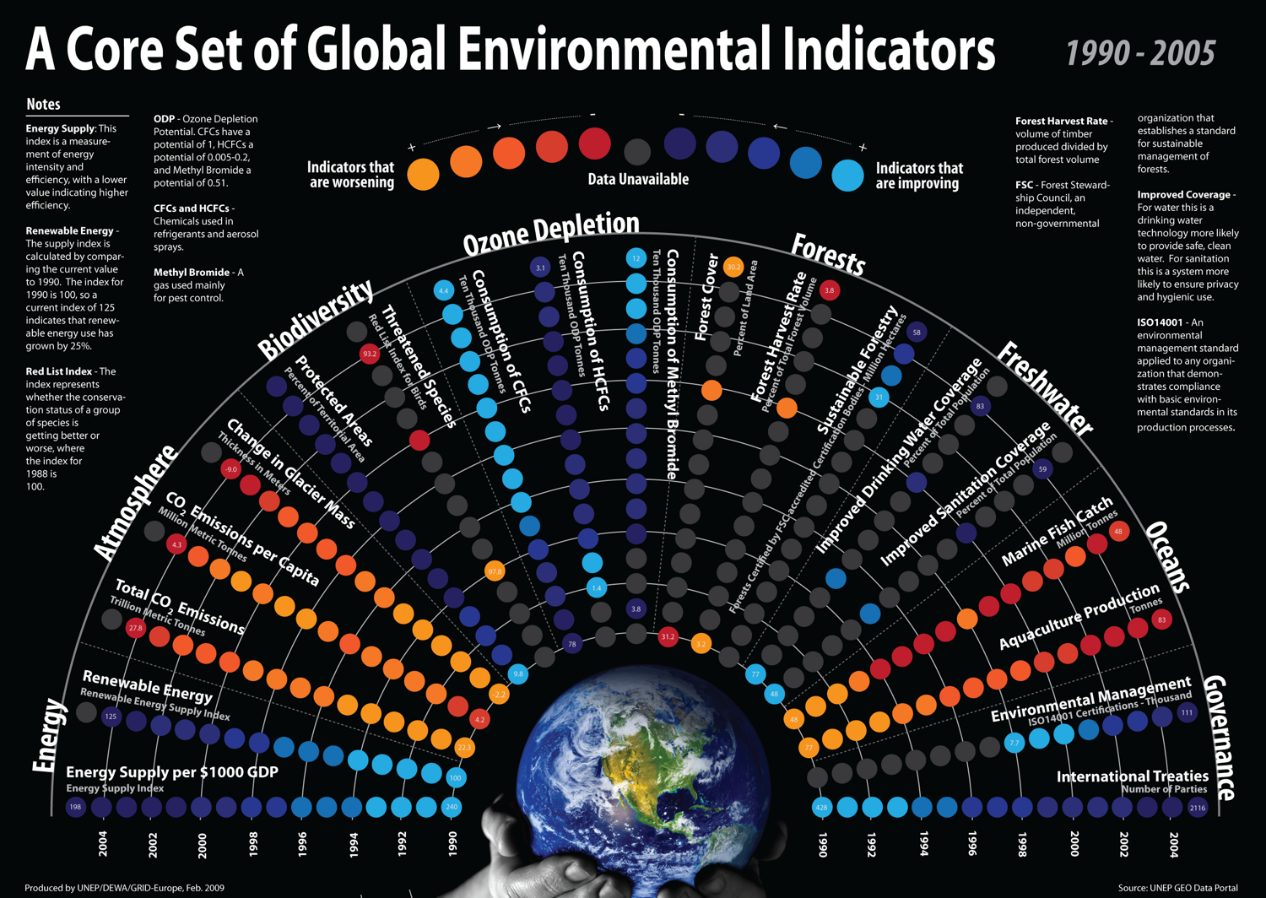 A Core Set of Global Environmental Indicators
1990 - 2005
Notes
Energy Supply: This
index is a measure-
ment of energy
intensity and
efficiency, with a lower
value indicating higher
efficiency.
Renewable Energy -
The supply index is
calculated by compar-
ing the current value
to 1990. The index for
1990 is 100, so a
current index of 125
indicates that renew-
able energy use has
grown by 25%.
Red List Index - The
index represents
whether the conserva-
tion status of a group
of species is
getting better or
worse, where
the index for
1988 is
100.
ODP - Ozone Depletion
Potential. CFCs have a
potential of 1, HCFCs a
potential of 0.005-0.2,
and Methyl Bromide a
potential of 0.51.
CFCs and HCFCs -
Chemicals used in
refrigerants and aerosol
sprays.
Methyl Bromide - A
gas used mainly
for pest control.
+
→
-
-
←
+
Indicators that
are worsening
Data Unavailable
Indicators that
are improving
Forest Harvest Rate -
volume of timber
produced divided by
total forest volume
FSC - Forest Steward-
ship Council, an
independent,
non-governmental
organization that
establishes a standard
for sustainable
management of
forests.
Improved Coverage -
For water this is a
drinking water
technology more likely
to provide safe, clean
water. For sanitation
this is a system more
likely to ensure privacy
and hygienic use.
ISO14001 - An
environmental
management standard
applied to any organi-
zation that demon-
strates compliance
with basic environ-
mental standards in its
production processes.
Energy
Energy Supply per $1000 GDP
Energy Supply Index
198
240
Renewable Energy
Renewable Energy Supply Index
125
100
Atmosphere
Total CO2 Emissions
Trillion Metric Tonnes
27.8
22.3
CO2 Emissions per Capita
Million Metric Tonnes
4.3
4.2
Change in Glacier Mass
Thickness in Meters
-9.0
-2.2
Biodiversity
Protected Areas
Percent of Territorial Area
9.8
Threatened Species
Red List Index for Birds
93.2
97.8
Ozone Depletion
Consumption of CFCs
Ten Thousand ODP Tonnes
4.4
78
Consumption of HCFCs
Ten Thousand ODP Tonnes
3.1
1.4
Consumption of Methyl Bromide
Ten Thousand ODP Tonnes
12
3.8
Forests
Forest Cover
Percent of Land Area
30.3
31.2
Forest Harvest Rate
Percent of Total Forest Volume
3.8
3.2
Sustainable Forestry
Forests Certified by FSC-accredited Certification Bodies - Million Hectares
58
31
Freshwater
Improved Drinking Water Coverage
Percent of Total Population
83
77
Improved Sanitation Coverage
Percent of Total Population
59
48
Oceans
Marine Fish Catch
Million Tonnes
48
48
Aquaculture Production
Tonnes
83
77
Governance
Environmental Management
ISO14001 Certifications - Thousand
7.7
111
International Treaties
Number of Parties
428
2116
2004
2002
2000
1998
1996
1994
1992
1990
1990
1992
1994
1996
1998
2000
2002
2004
Produced by UNEP/DEWA/GRID-Europe, Feb. 2009
Source: UNEP GEO Data Portal